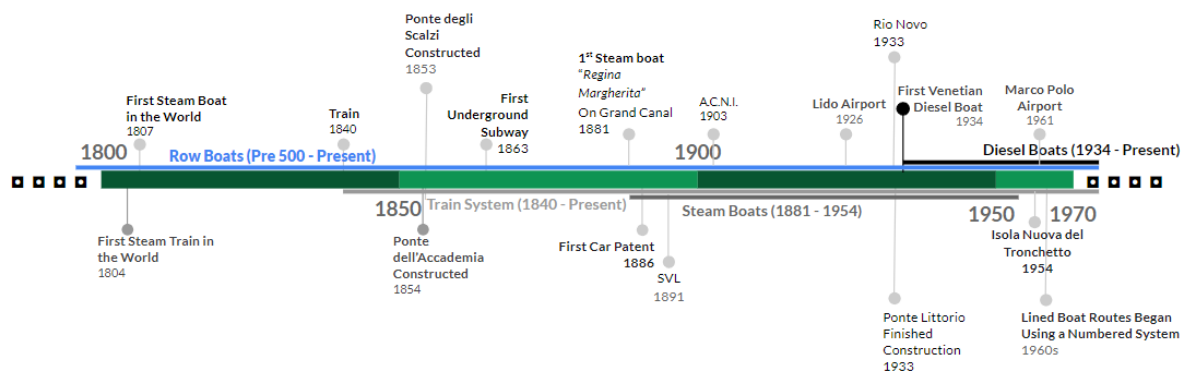 Ponte degli
Scalzi
Constructed
1853
Rio Novo
1933
1st Steam boat
"Regina
Margherita"
On Grand Canal
1881
First Steam Boat
in the World
1807
Train
1840
First
Underground
Subway
1863
A.C.N.I.
1903
Lido Airport
1926
First Venetian
Diesel Boat
1934
Marco Polo
Airport
1961
1800
Row Boats (Pre 500 - Present)
1900
Diesel Boats (1934 - Present)
1850
Train System (1840 - Present)
Steam Boats (1881 - 1954)
1950
1970
First Steam Train in
the World
1804
Ponte
dell'Accademia
Constructed
1854
First Car Patent
1886
SVL
1891
Isola Nuova del
Tronchetto
1954
Ponte Littorio
Finished
Construction
1933
Lined Boat Routes Began
Using a Numbered System
1960s